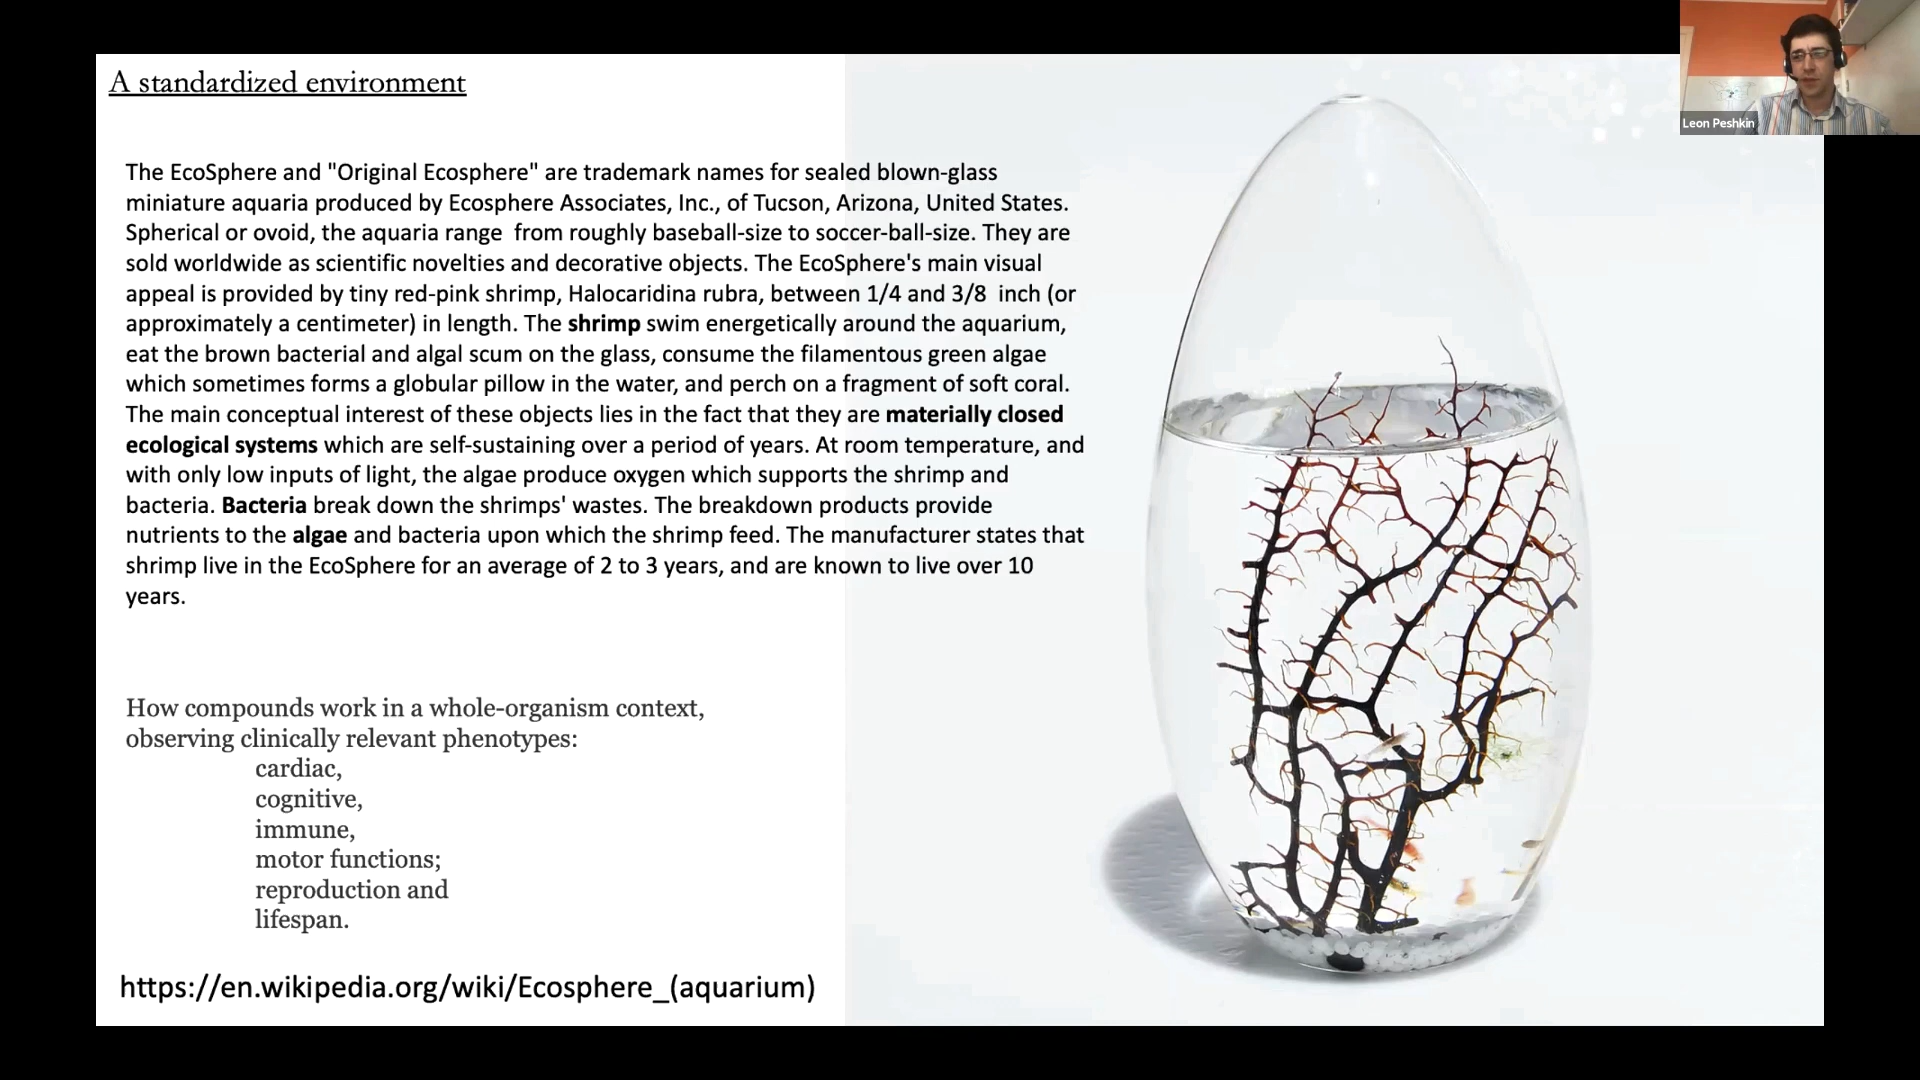 A standardized environment
The EcoSphere and "Original Ecosphere" are trademark names for sealed blown-glass
miniature aquaria produced by Ecosphere Associates, Inc., of Tucson, Arizona, United States.
Spherical or ovoid, the aquaria range  from roughly baseball-size to soccer-ball-size. They are
sold worldwide as scientific novelties and decorative objects. The EcoSphere's main visual
appeal is provided by tiny red-pink shrimp, Halocaridina rubra, between 1/4 and 3/8  inch (or
approximately a centimeter) in length. The shrimp swim energetically around the aquarium,
eat the brown bacterial and algal scum on the glass, consume the filamentous green algae
which sometimes forms a globular pillow in the water, and perch on a fragment of soft coral.
The main conceptual interest of these objects lies in the fact that they are materially closed
ecological systems which are self-sustaining over a period of years. At room temperature, and
with only low inputs of light, the algae produce oxygen which supports the shrimp and
bacteria. Bacteria break down the shrimps' wastes. The breakdown products provide
nutrients to the algae and bacteria upon which the shrimp feed. The manufacturer states that
shrimp live in the EcoSphere for an average of 2 to 3 years, and are known to live over 10
years.
How compounds work in a whole-organism context,
observing clinically relevant phenotypes:
cardiac,
cognitive,
immune,
motor functions;
reproduction and
lifespan.
https://en.wikipedia.org/wiki/Ecosphere_(aquarium)
Leon Peshkin